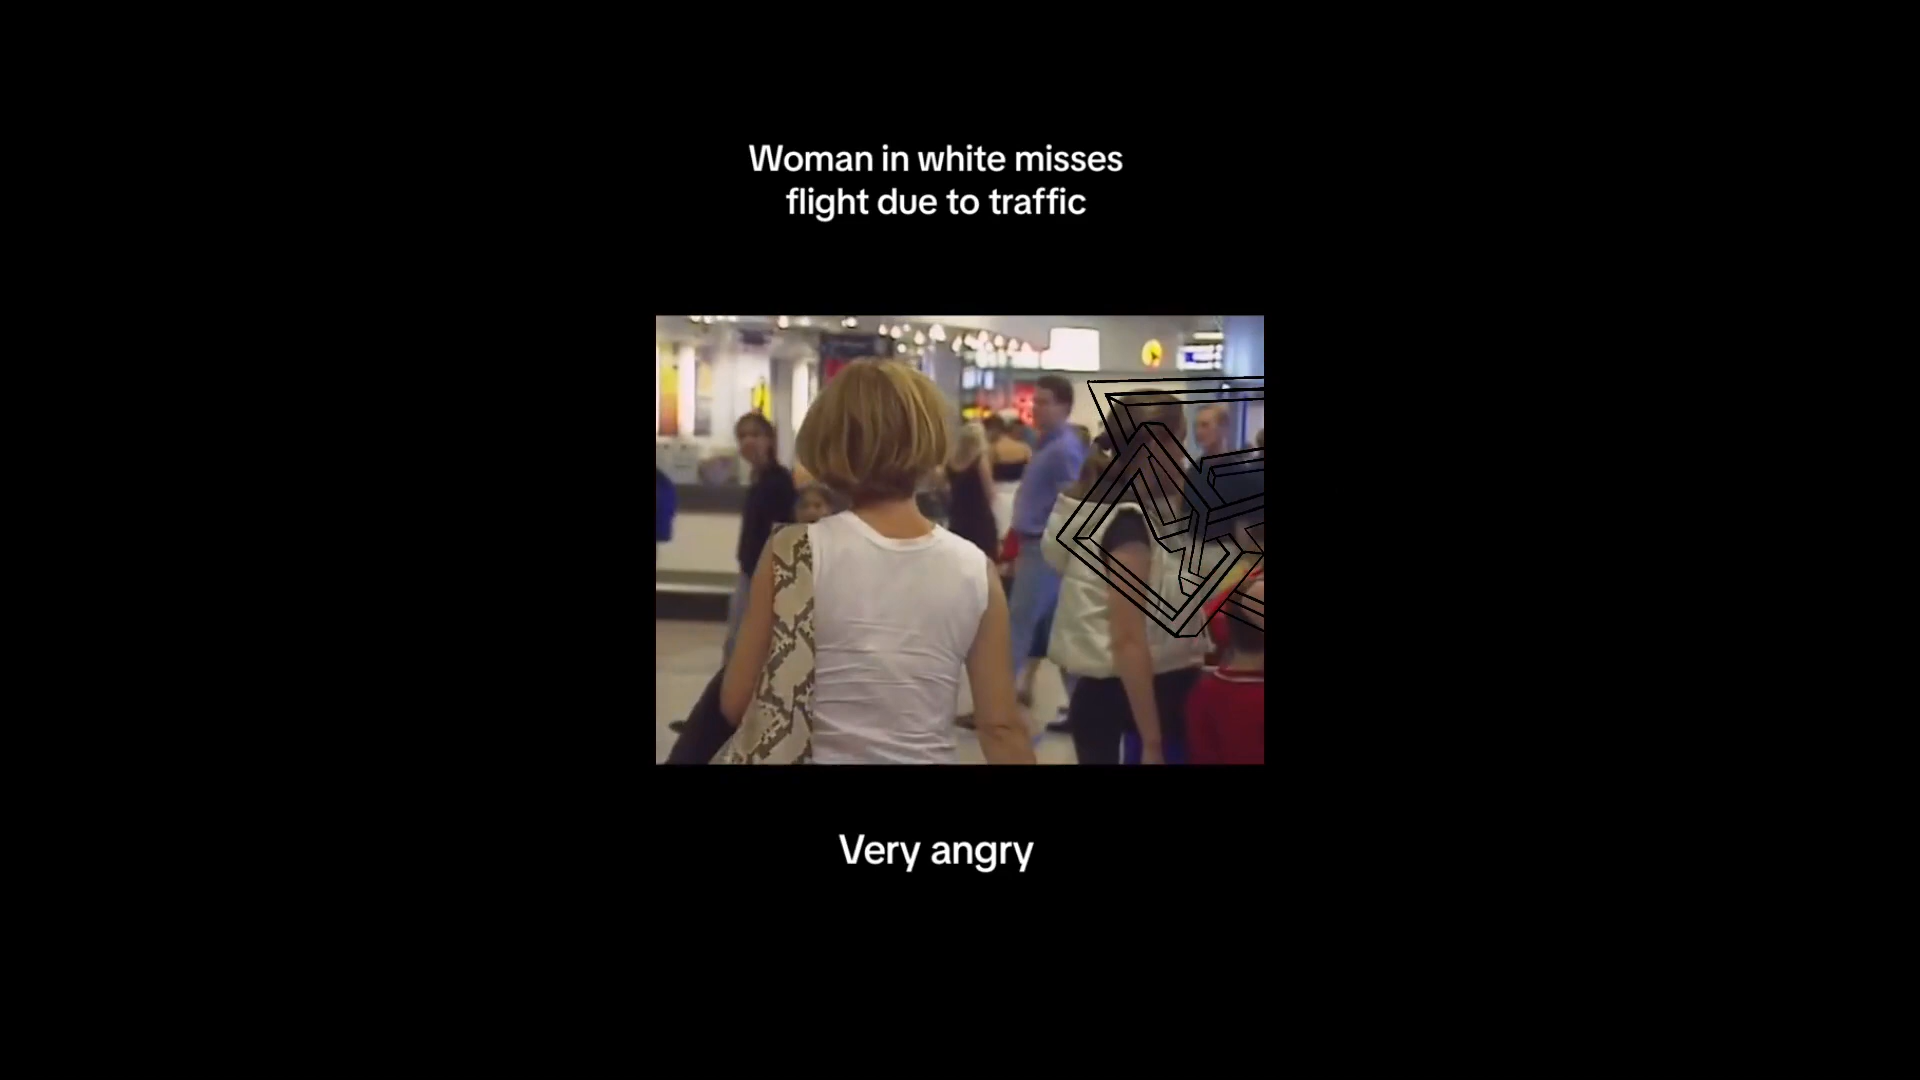 Woman in white misses
flight due to traffic
Very angry